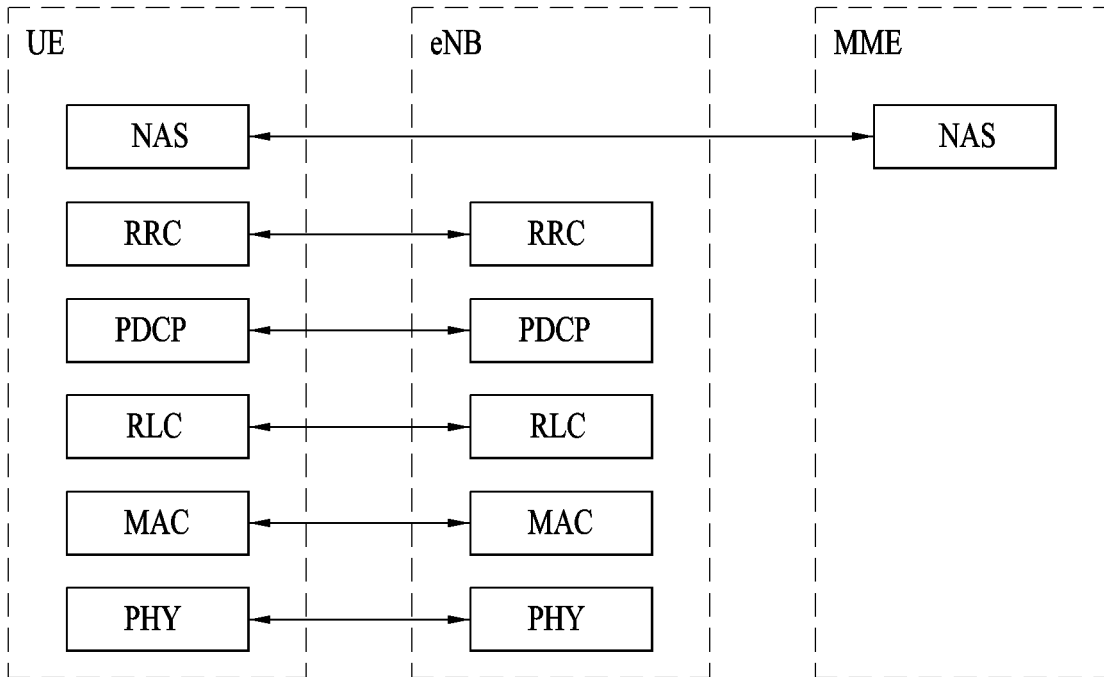 UE eNB MME
NAS NAS
RRC RRC
PDCP PDCP
RLC RLC
MAC MAC
PHY PHY